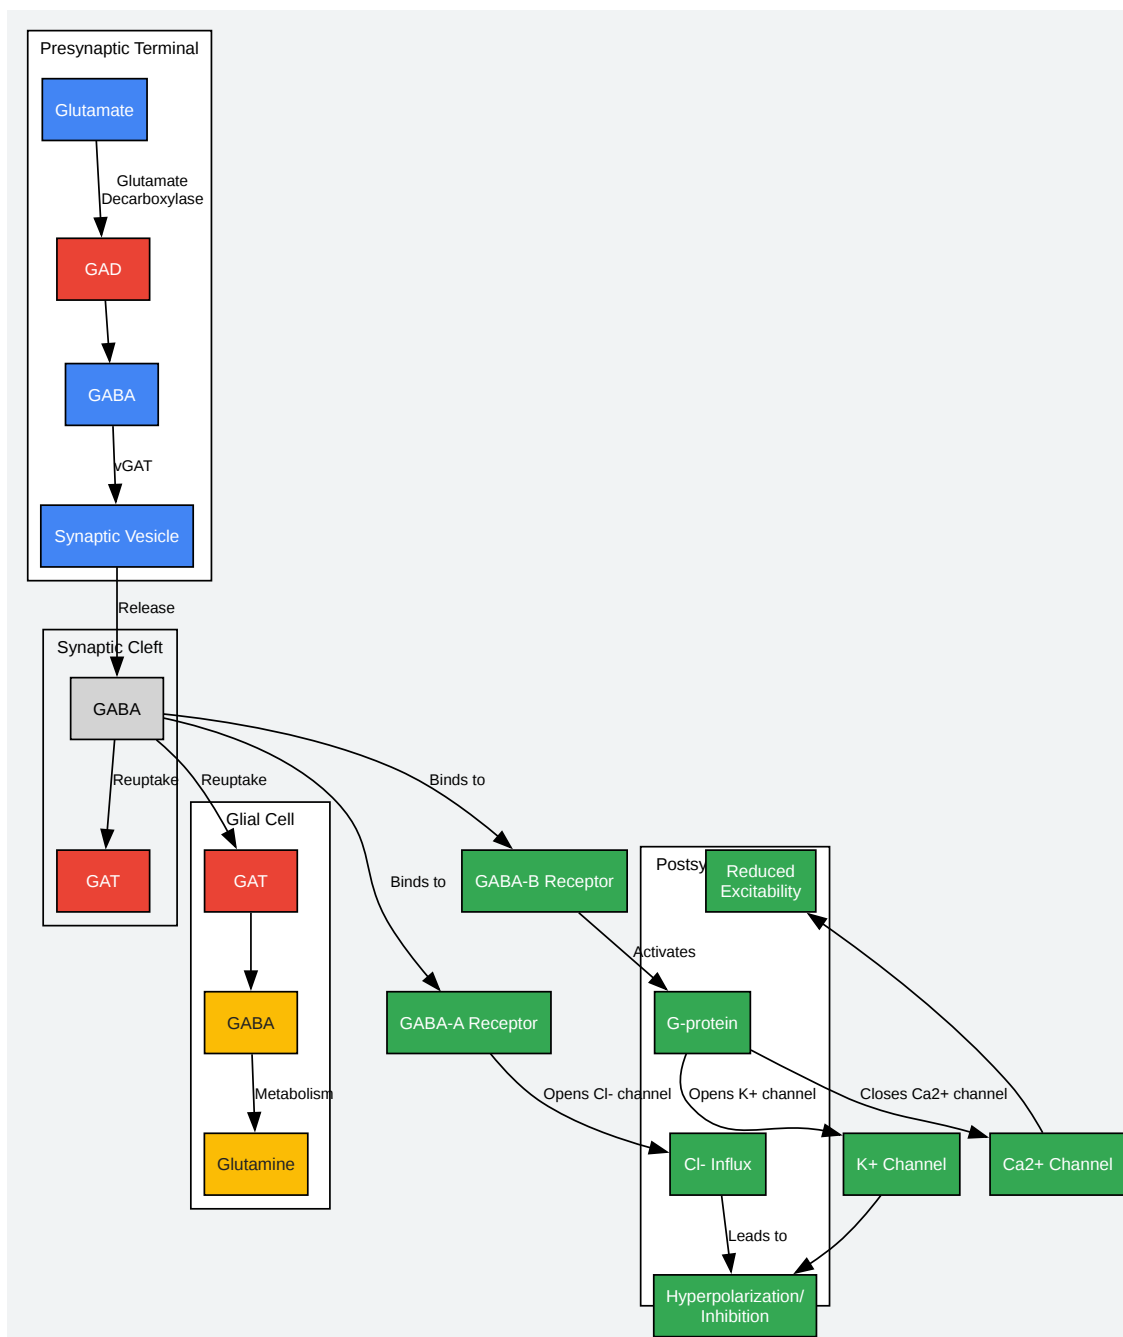 Presynaptic Terminal
Glutamate
Glutamate
Decarboxylase
GAD
GABA
vGAT
Synaptic Vesicle
Release
Synaptic Cleft
GABA
Reuptake
Reuptake
Binds to
Glial Cell
GAT
GAT
Binds to
GABA-B Receptor
Postsy
Reduced
Excitability
Activates
GABA
GABA-A Receptor
G-protein
Metabolism
Opens Cl- channel
Opens K+ channel
Closes Ca2+ channel
Glutamine
Cl- Influx
K+ Channel
Ca2+ Channel
Leads to
Hyperpolarization/
Inhibition